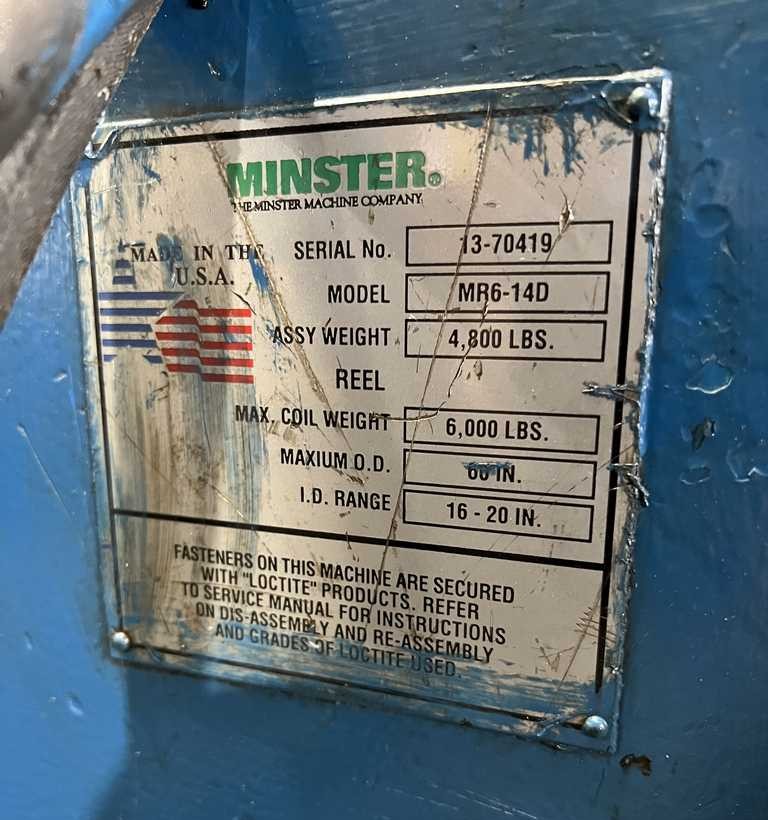 MINSTER®
THE MINSTER MACHINE COMPANY
MADE IN THE
U.S.A.
SERIAL No. 13-70419
MODEL MR6-14D
ASSY WEIGHT 4,800 LBS.
REEL
MAX. COIL WEIGHT 6,000 LBS.
MAXIUM O.D. 60 IN.
I.D. RANGE 16 - 20 IN.
FASTENERS ON THIS MACHINE ARE SECURED
WITH "LOCTITE" PRODUCTS. REFER
TO SERVICE MANUAL FOR INSTRUCTIONS
ON DIS-ASSEMBLY AND RE-ASSEMBLY
AND GRADES OF LOCTITE USED.